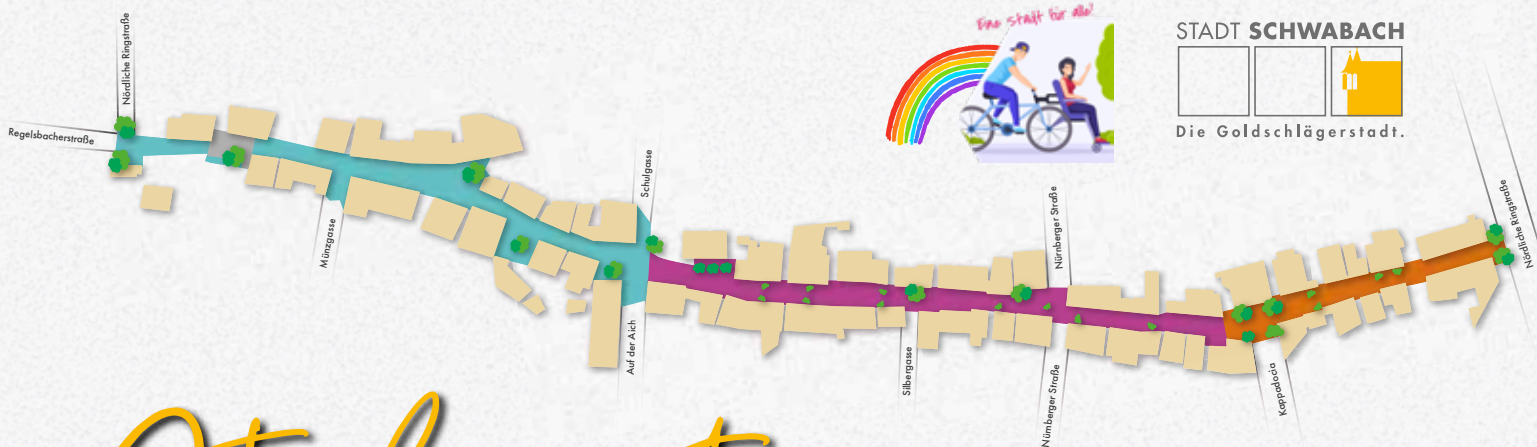 Eine Stadt für alle!
STADT SCHWABACH
Die Goldschlägerstadt.
Nördliche Ringstraße
Regelsbacherstraße
Münzgasse
Schulgasse
Auf der Aich
Silbergasse
Nürnberger Straße
Nürnberger Straße
Kappadocia
Nördliche Ringstraße